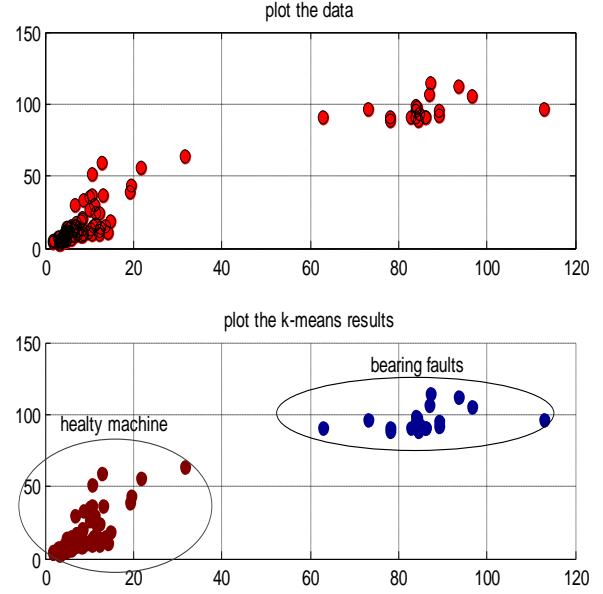 plot the data
150
100
50
0
0 20 40 60 80 100 120
plot the k-means results
150
bearing faults
100
healty machine
50
0
0 20 40 60 80 100 120